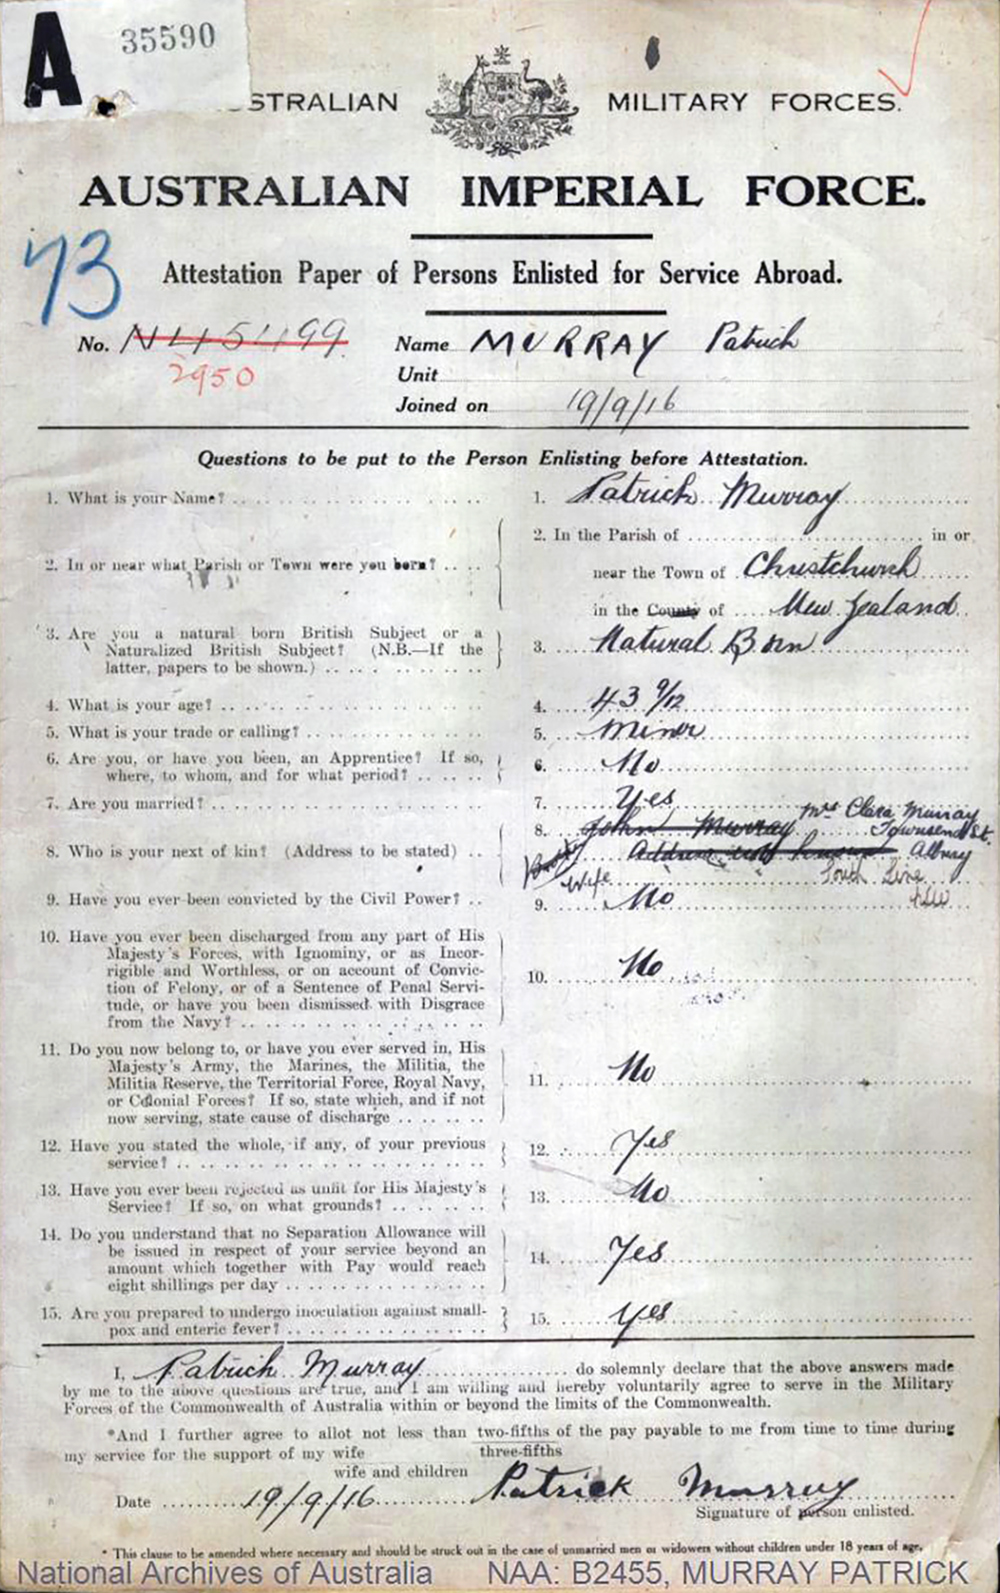 A 35590
STRALIAN MILITARY FORCES.
AUSTRALIAN IMPERIAL FORCE.
73
Attestation Paper of Persons Enlisted for Service Abroad.
No. N45499 Name MURRAY Patrick
2950
Unit
Joined on 19/9/16
Questions to be put to the Person Enlisting before Attestation.
1. What is your Name? 1. Patrick Murray
2. In or near what Parish or Town were you born? 2. In the Parish of in or
near the Town of Christchurch
in the County of New Zealand
3. Are you a natural born British Subject or a
Naturalized British Subject? (N.B.—If the
latter, papers to be shown.) 3. Natural Born
4. What is your age? 4. 43 9/12
5. What is your trade or calling? 5. Miner
6. Are you, or have you been, an Apprentice? If so,
where, to whom, and for what period? 6. No
7. Are you married? 7. Yes
8. Who is your next of kin? (Address to be stated) 8. John Murray Mrs Clara Murray
Townsend St.
Address not known Albury
Wife South Line
NSW
9. Have you ever been convicted by the Civil Power? 9. No
10. Have you ever been discharged from any part of His
Majesty's Forces, with Ignominy, or as Incor-
rigible and Worthless, or on account of Convic-
tion of Felony, or of a Sentence of Penal Servi-
tude, or have you been dismissed with Disgrace
from the Navy? 10. No
11. Do you now belong to, or have you ever served in, His
Majesty's Army, the Marines, the Militia, the
Militia Reserve, the Territorial Force, Royal Navy,
or Colonial Forces? If so, state which, and if not
now serving, state cause of discharge 11. No
12. Have you stated the whole, if any, of your previous
service? 12. Yes
13. Have you ever been rejected as unfit for His Majesty's
Service? If so, on what grounds? 13. No
14. Do you understand that no Separation Allowance will
be issued in respect of your service beyond an
amount which together with Pay would reach
eight shillings per day 14. Yes
15. Are you prepared to undergo inoculation against small-
pox and enteric fever? 15. Yes
I, Patrick Murray do solemnly declare that the above answers made
by me to the above questions are true, and I am willing and hereby voluntarily agree to serve in the Military
Forces of the Commonwealth of Australia within or beyond the limits of the Commonwealth.
*And I further agree to allot not less than two-fifths of the pay payable to me from time to time during
three-fifths
my service for the support of my wife
wife and children
Date 19/9/16 Patrick Murray
Signature of person enlisted.
* This clause to be amended where necessary and should be struck out in the case of unmarried men or widowers without children under 18 years of age.
National Archives of Australia NAA: B2455, MURRAY PATRICK